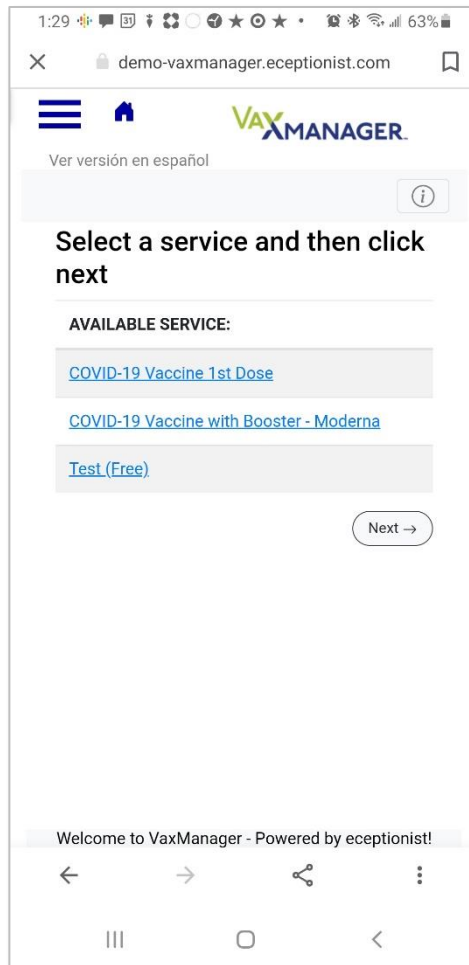 1:29 31 63%
demo-vaxmanager.eceptionist.com
VAXMANAGER
Ver versión en español
i
Select a service and then click
next
AVAILABLE SERVICE:
COVID-19 Vaccine 1st Dose
COVID-19 Vaccine with Booster - Moderna
Test (Free)
Next →
Welcome to VaxManager - Powered by eceptionist!